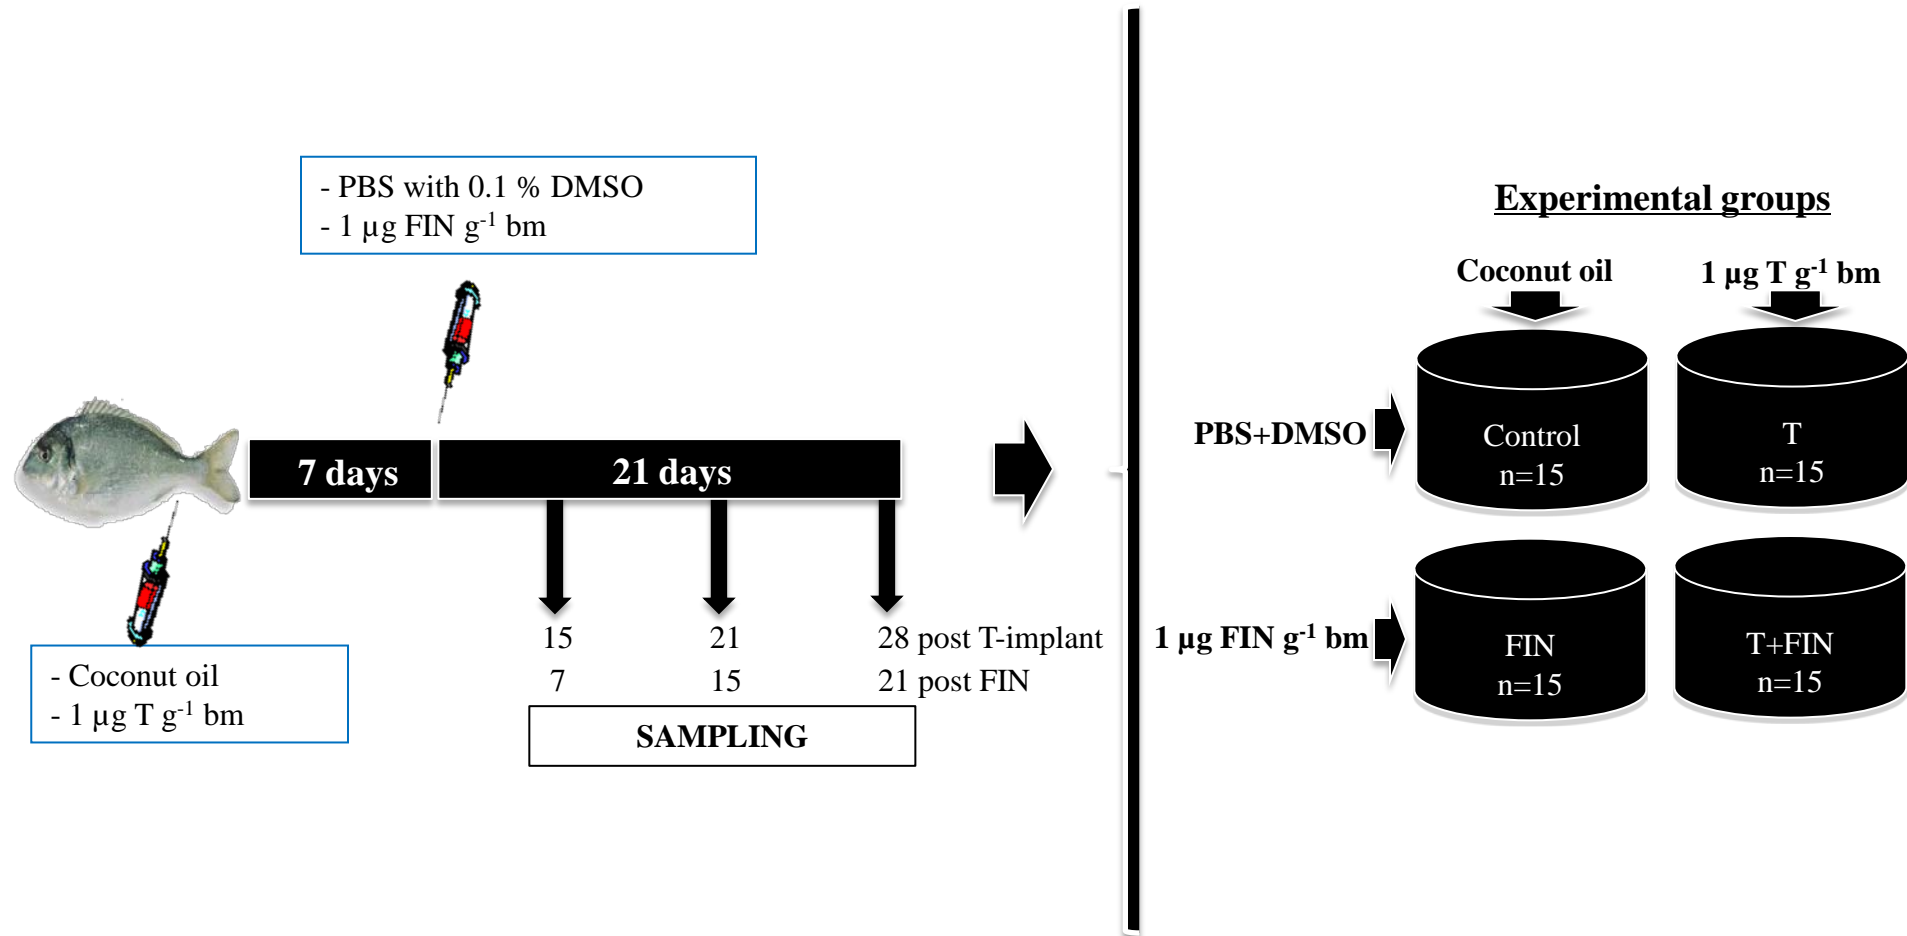 - PBS with 0.1 % DMSO
- 1 µg FIN g⁻¹ bm
7 days
21 days
- Coconut oil
- 1 µg T g⁻¹ bm
15 21 28 post T-implant
7 15 21 post FIN
SAMPLING
Experimental groups
Coconut oil 1 µg T g⁻¹ bm
PBS+DMSO
Control
n=15
T
n=15
1 µg FIN g⁻¹ bm
FIN
n=15
T+FIN
n=15